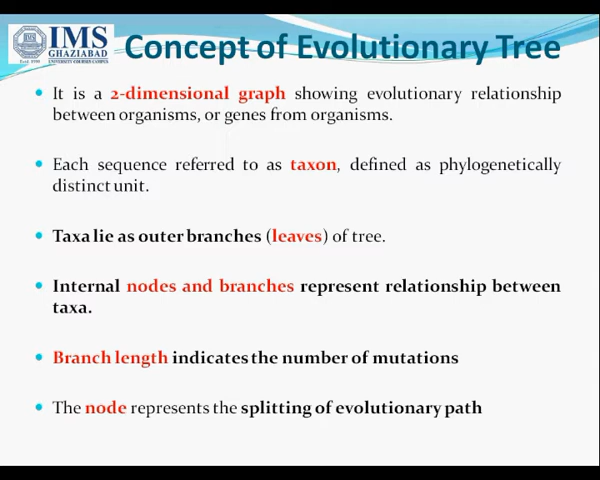 IMS
GHAZIABAD
UNIVERSITY COURSES CAMPUS
Concept of Evolutionary Tree
It is a 2-dimensional graph showing evolutionary relationship
between organisms, or genes from organisms.
Each sequence referred to as taxon, defined as phylogenetically
distinct unit.
Taxa lie as outer branches (leaves) of tree.
Internal nodes and branches represent relationship between
taxa.
Branch length indicates the number of mutations
The node represents the splitting of evolutionary path